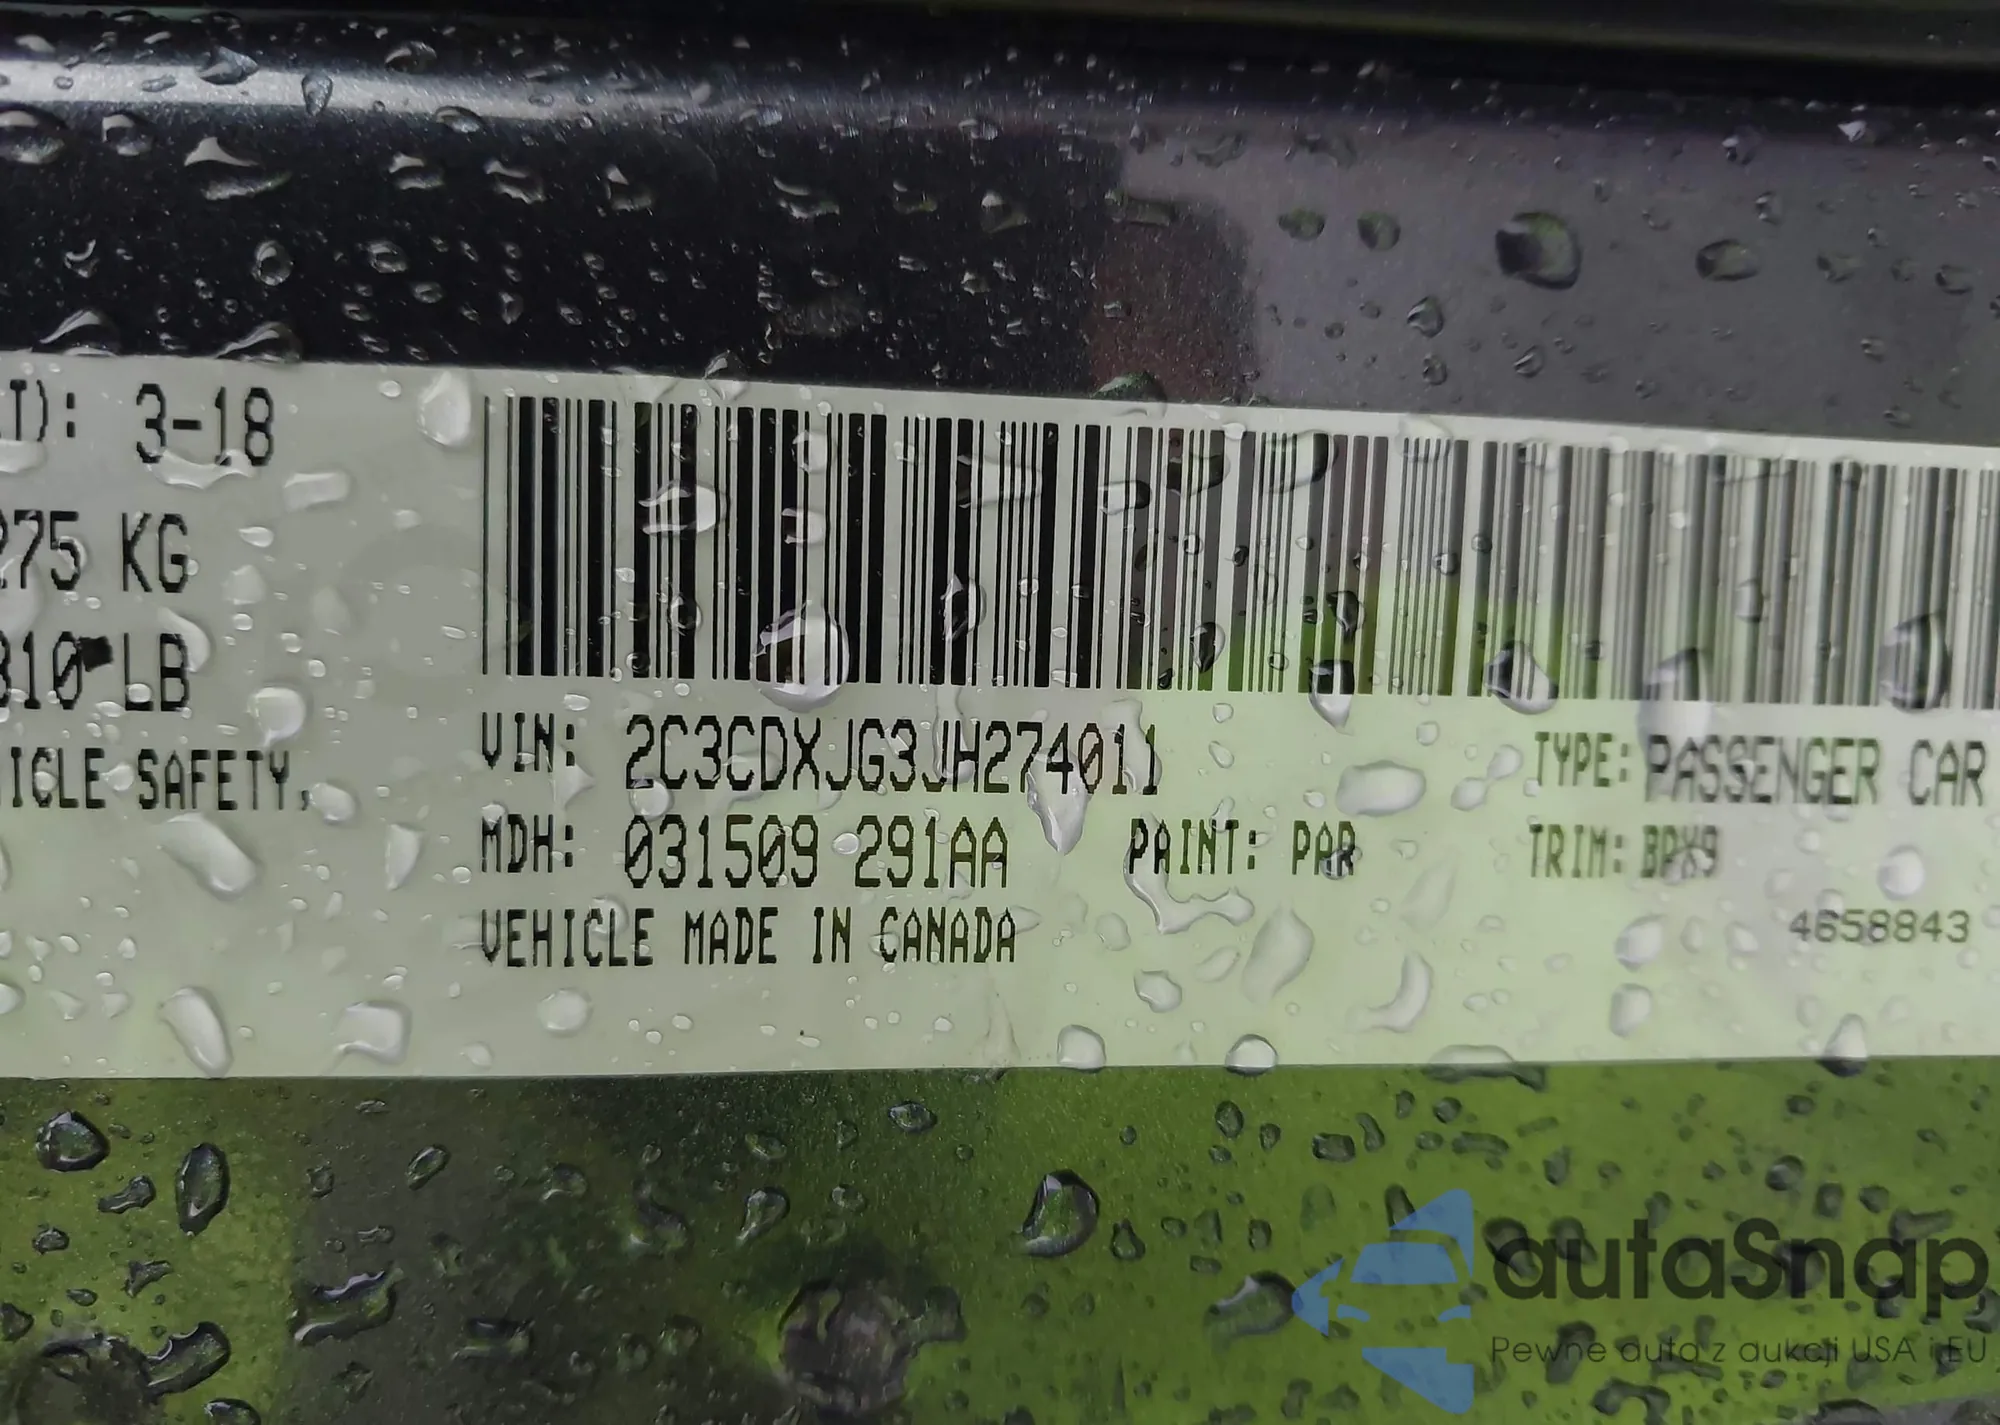 T): 3-18
275 KG
310 LB
ICLE SAFETY,
VIN: 2C3CDXJG3JH274011
TYPE: PASSENGER CAR
MDH: 031509 291AA
PAINT: PAR
TRIM: BPX9
VEHICLE MADE IN CANADA
4658843
autaSnap
Pewne auta z aukcji USA i EU